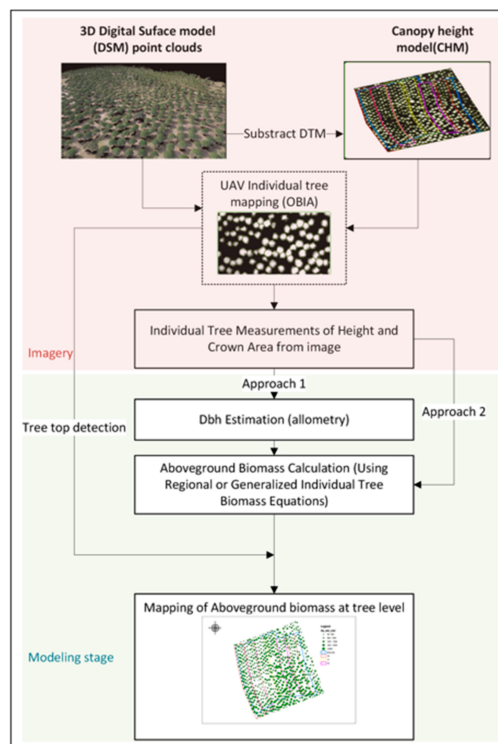 3D Digital Suface model
(DSM) point clouds
Canopy height
model(CHM)
Substract DTM
UAV Individual tree
mapping (OBIA)
Individual Tree Measurements of Height and
Crown Area from image
Imagery
Approach 1
Approach 2
Tree top detection
Dbh Estimation (allometry)
Aboveground Biomass Calculation (Using
Regional or Generalized Individual Tree
Biomass Equations)
Mapping of Aboveground biomass at tree level
Modeling stage